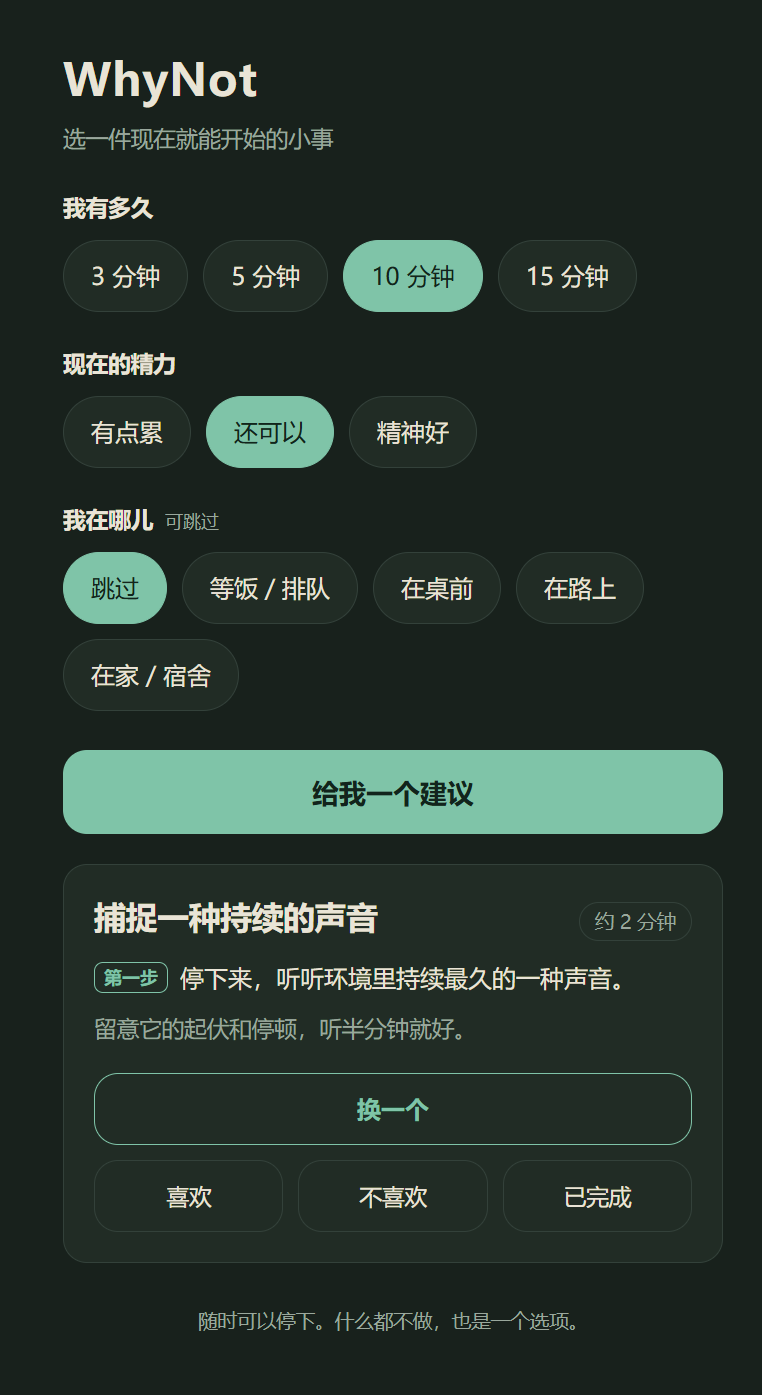 WhyNot
选一件现在就能开始的小事
我有多久
3 分钟 5 分钟 10 分钟 15 分钟
现在的精力
有点累 还可以 精神好
我在哪儿 可跳过
跳过 等饭 / 排队 在桌前 在路上
在家 / 宿舍
给我一个建议
捕捉一种持续的声音 约 2 分钟
第一步 停下来，听听环境里持续最久的一种声音。
留意它的起伏和停顿，听半分钟就好。
换一个
喜欢 不喜欢 已完成
随时可以停下。什么都不做，也是一个选项。